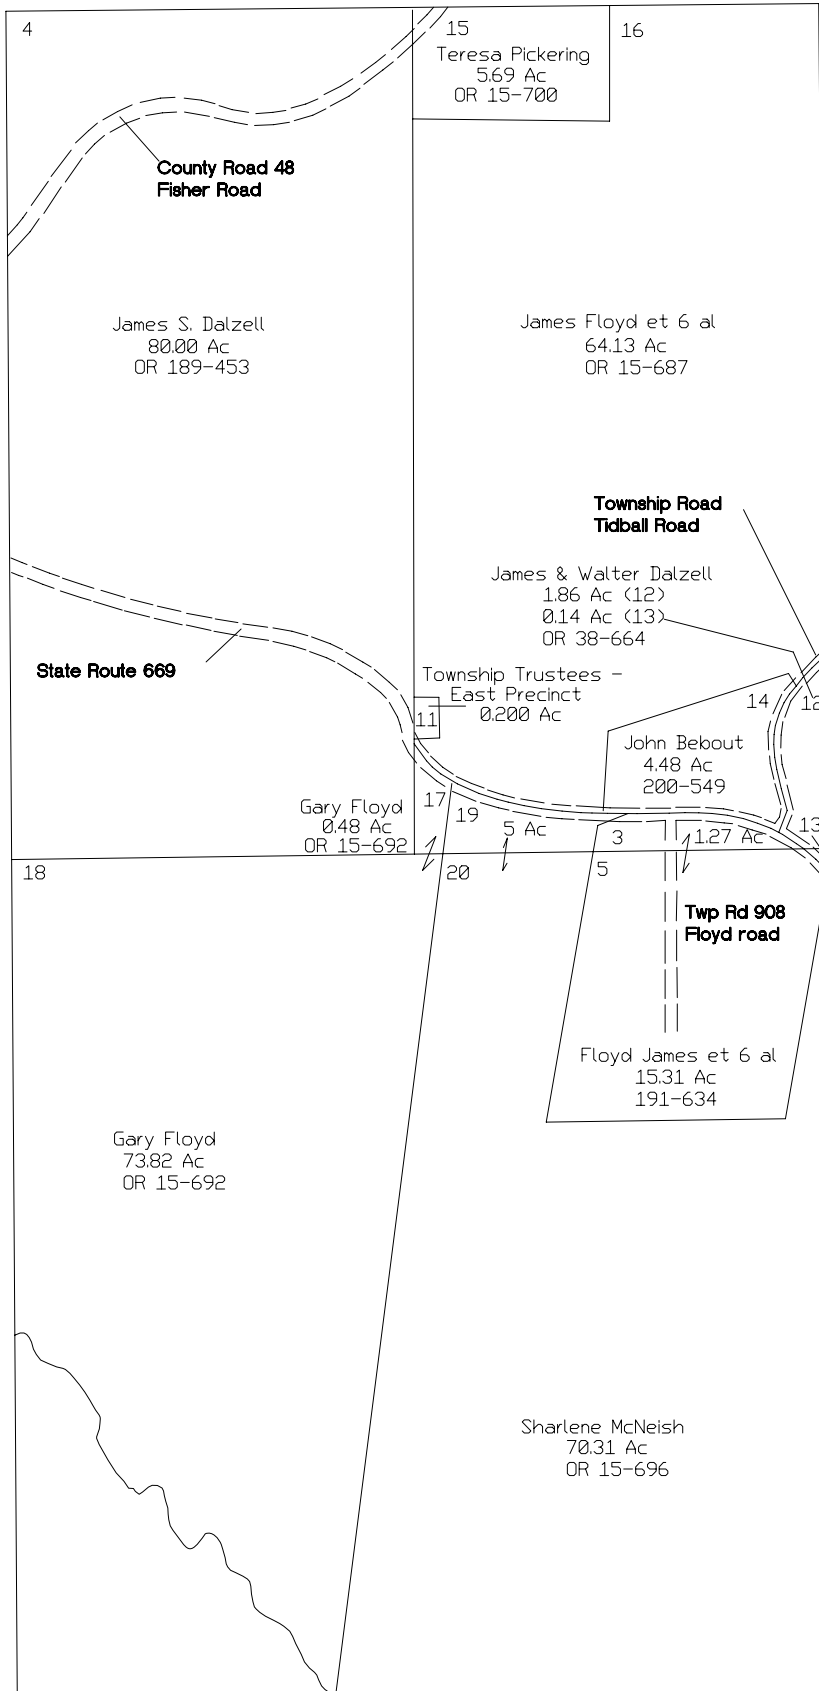 4
15
16
Teresa Pickering
5.69 Ac
OR 15-700
County Road 48
Fisher Road
James S. Dalzell
80.00 Ac
OR 189-453
James Floyd et 6 al
64.13 Ac
OR 15-687
Township Road
Tidball Road
James & Walter Dalzell
1.86 Ac (12)
0.14 Ac (13)
OR 38-664
State Route 669
Township Trustees -
East Precinct
0.200 Ac
11
14
12
John Bebout
4.48 Ac
200-549
Gary Floyd
0.48 Ac
OR 15-692
17
19
5 Ac
3
1.27 Ac
13
18
20
5
Twp Rd 908
Floyd road
Floyd James et 6 al
15.31 Ac
191-634
Gary Floyd
73.82 Ac
OR 15-692
Sharlene McNeish
70.31 Ac
OR 15-696